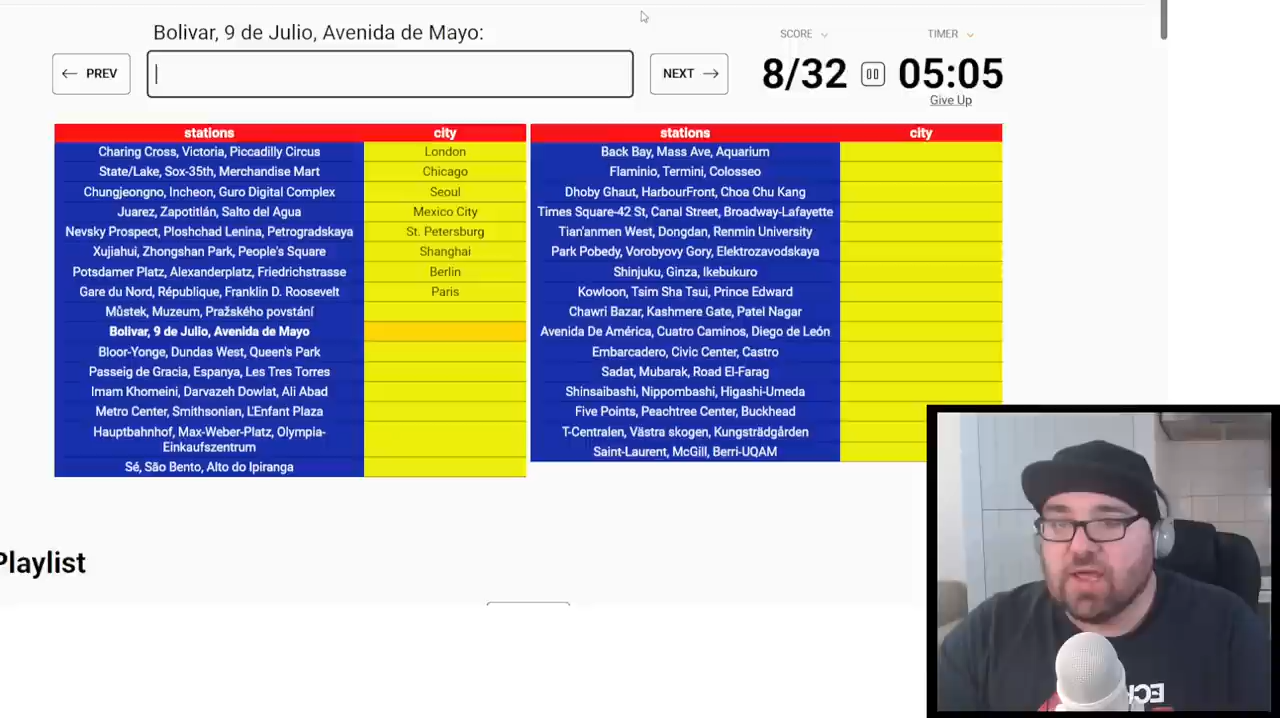 Bolivar, 9 de Julio, Avenida de Mayo:
← PREV
NEXT →
SCORE
8/32
TIMER
05:05
Give Up
stations city
Charing Cross, Victoria, Piccadilly Circus London
State/Lake, Sox-35th, Merchandise Mart Chicago
Chungjeongno, Incheon, Guro Digital Complex Seoul
Juarez, Zapotitlán, Salto del Agua Mexico City
Nevsky Prospect, Ploshchad Lenina, Petrogradskaya St. Petersburg
Xujiahui, Zhongshan Park, People's Square Shanghai
Potsdamer Platz, Alexanderplatz, Friedrichstrasse Berlin
Gare du Nord, République, Franklin D. Roosevelt Paris
Můstek, Muzeum, Pražského povstání
Bolivar, 9 de Julio, Avenida de Mayo
Bloor-Yonge, Dundas West, Queen's Park
Passeig de Gracia, Espanya, Les Tres Torres
Imam Khomeini, Darvazeh Dowlat, Ali Abad
Metro Center, Smithsonian, L'Enfant Plaza
Hauptbahnhof, Max-Weber-Platz, Olympia-
Einkaufszentrum
Sé, São Bento, Alto do Ipiranga
stations city
Back Bay, Mass Ave, Aquarium
Flaminio, Termini, Colosseo
Dhoby Ghaut, HarbourFront, Choa Chu Kang
Times Square-42 St, Canal Street, Broadway-Lafayette
Tian'anmen West, Dongdan, Renmin University
Park Pobedy, Vorobyovy Gory, Elektrozavodskaya
Shinjuku, Ginza, Ikebukuro
Kowloon, Tsim Sha Tsui, Prince Edward
Chawri Bazar, Kashmere Gate, Patel Nagar
Avenida De América, Cuatro Caminos, Diego de León
Embarcadero, Civic Center, Castro
Sadat, Mubarak, Road El-Farag
Shinsaibashi, Nippombashi, Higashi-Umeda
Five Points, Peachtree Center, Buckhead
T-Centralen, Västra skogen, Kungsträdgården
Saint-Laurent, McGill, Berri-UQAM
Playlist